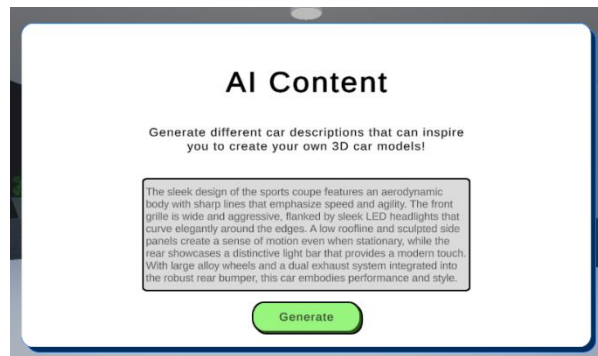 AI Content
Generate different car descriptions that can inspire
you to create your own 3D car models!
The sleek design of the sports coupe features an aerodynamic
body with sharp lines that emphasize speed and agility. The front
grille is wide and aggressive, flanked by sleek LED headlights that
curve elegantly around the edges. A low roofline and sculpted side
panels create a sense of motion even when stationary, while the
rear showcases a distinctive light bar that provides a modern touch.
With large alloy wheels and a dual exhaust system integrated into
the robust rear bumper, this car embodies performance and style.
Generate